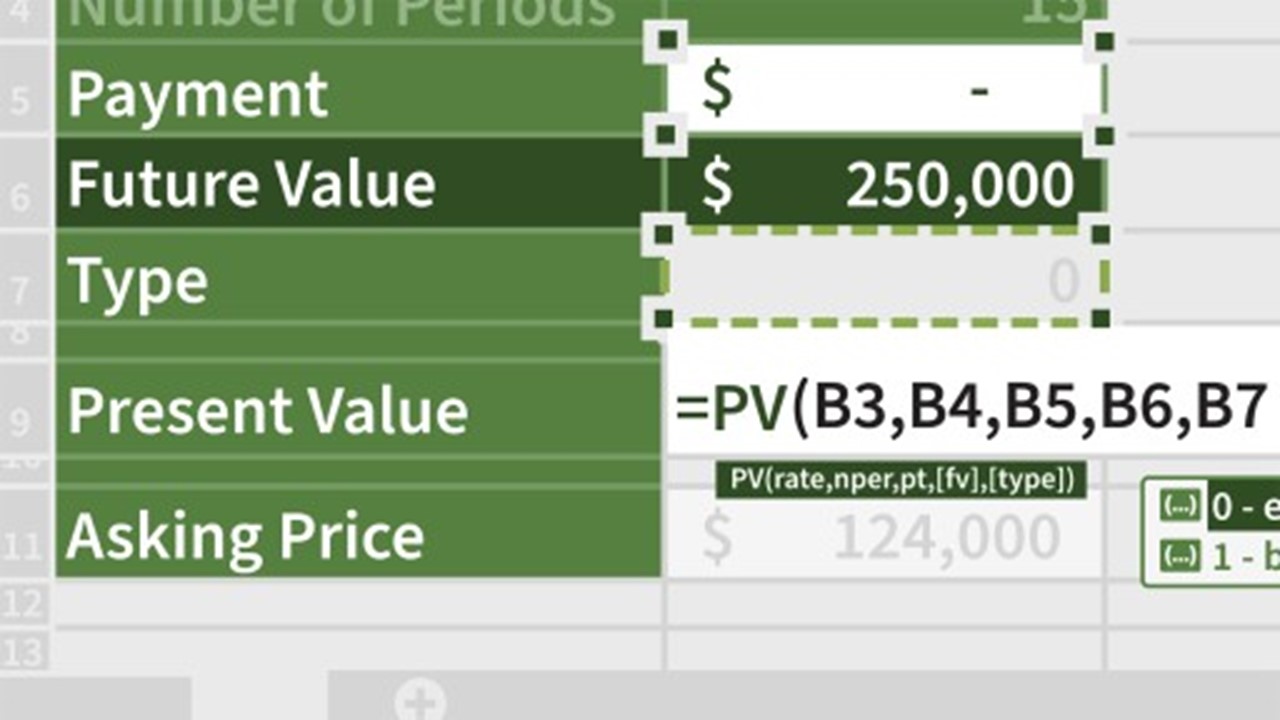 4 Number of Periods 15
5 Payment $ -
6 Future Value $ 250,000
7 Type 0
8
9 Present Value =PV(B3,B4,B5,B6,B7
10
PV(rate,nper,pt,[fv],[type])
11 Asking Price $ 124,000
0 - e
1 - b
12
13